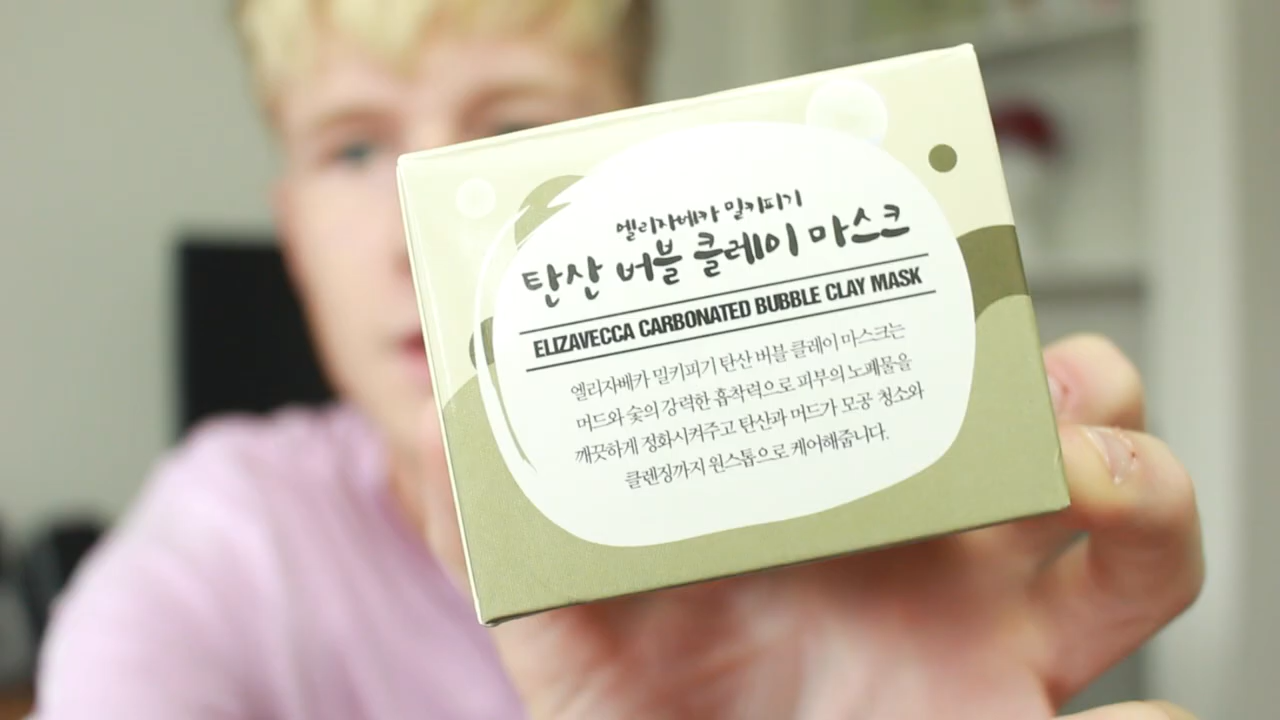 엘리자베카 밀키피기
탄산 버블 클레이 마스크
ELIZAVECCA CARBONATED BUBBLE CLAY MASK
엘리자베카 밀키피기 탄산 버블 클레이 마스크는
머드와 숯의 강력한 흡착력으로 피부의 노폐물을
깨끗하게 정화시켜주고 탄산과 머드가 모공 청소와
클렌징까지 원스톱으로 케어해줍니다.